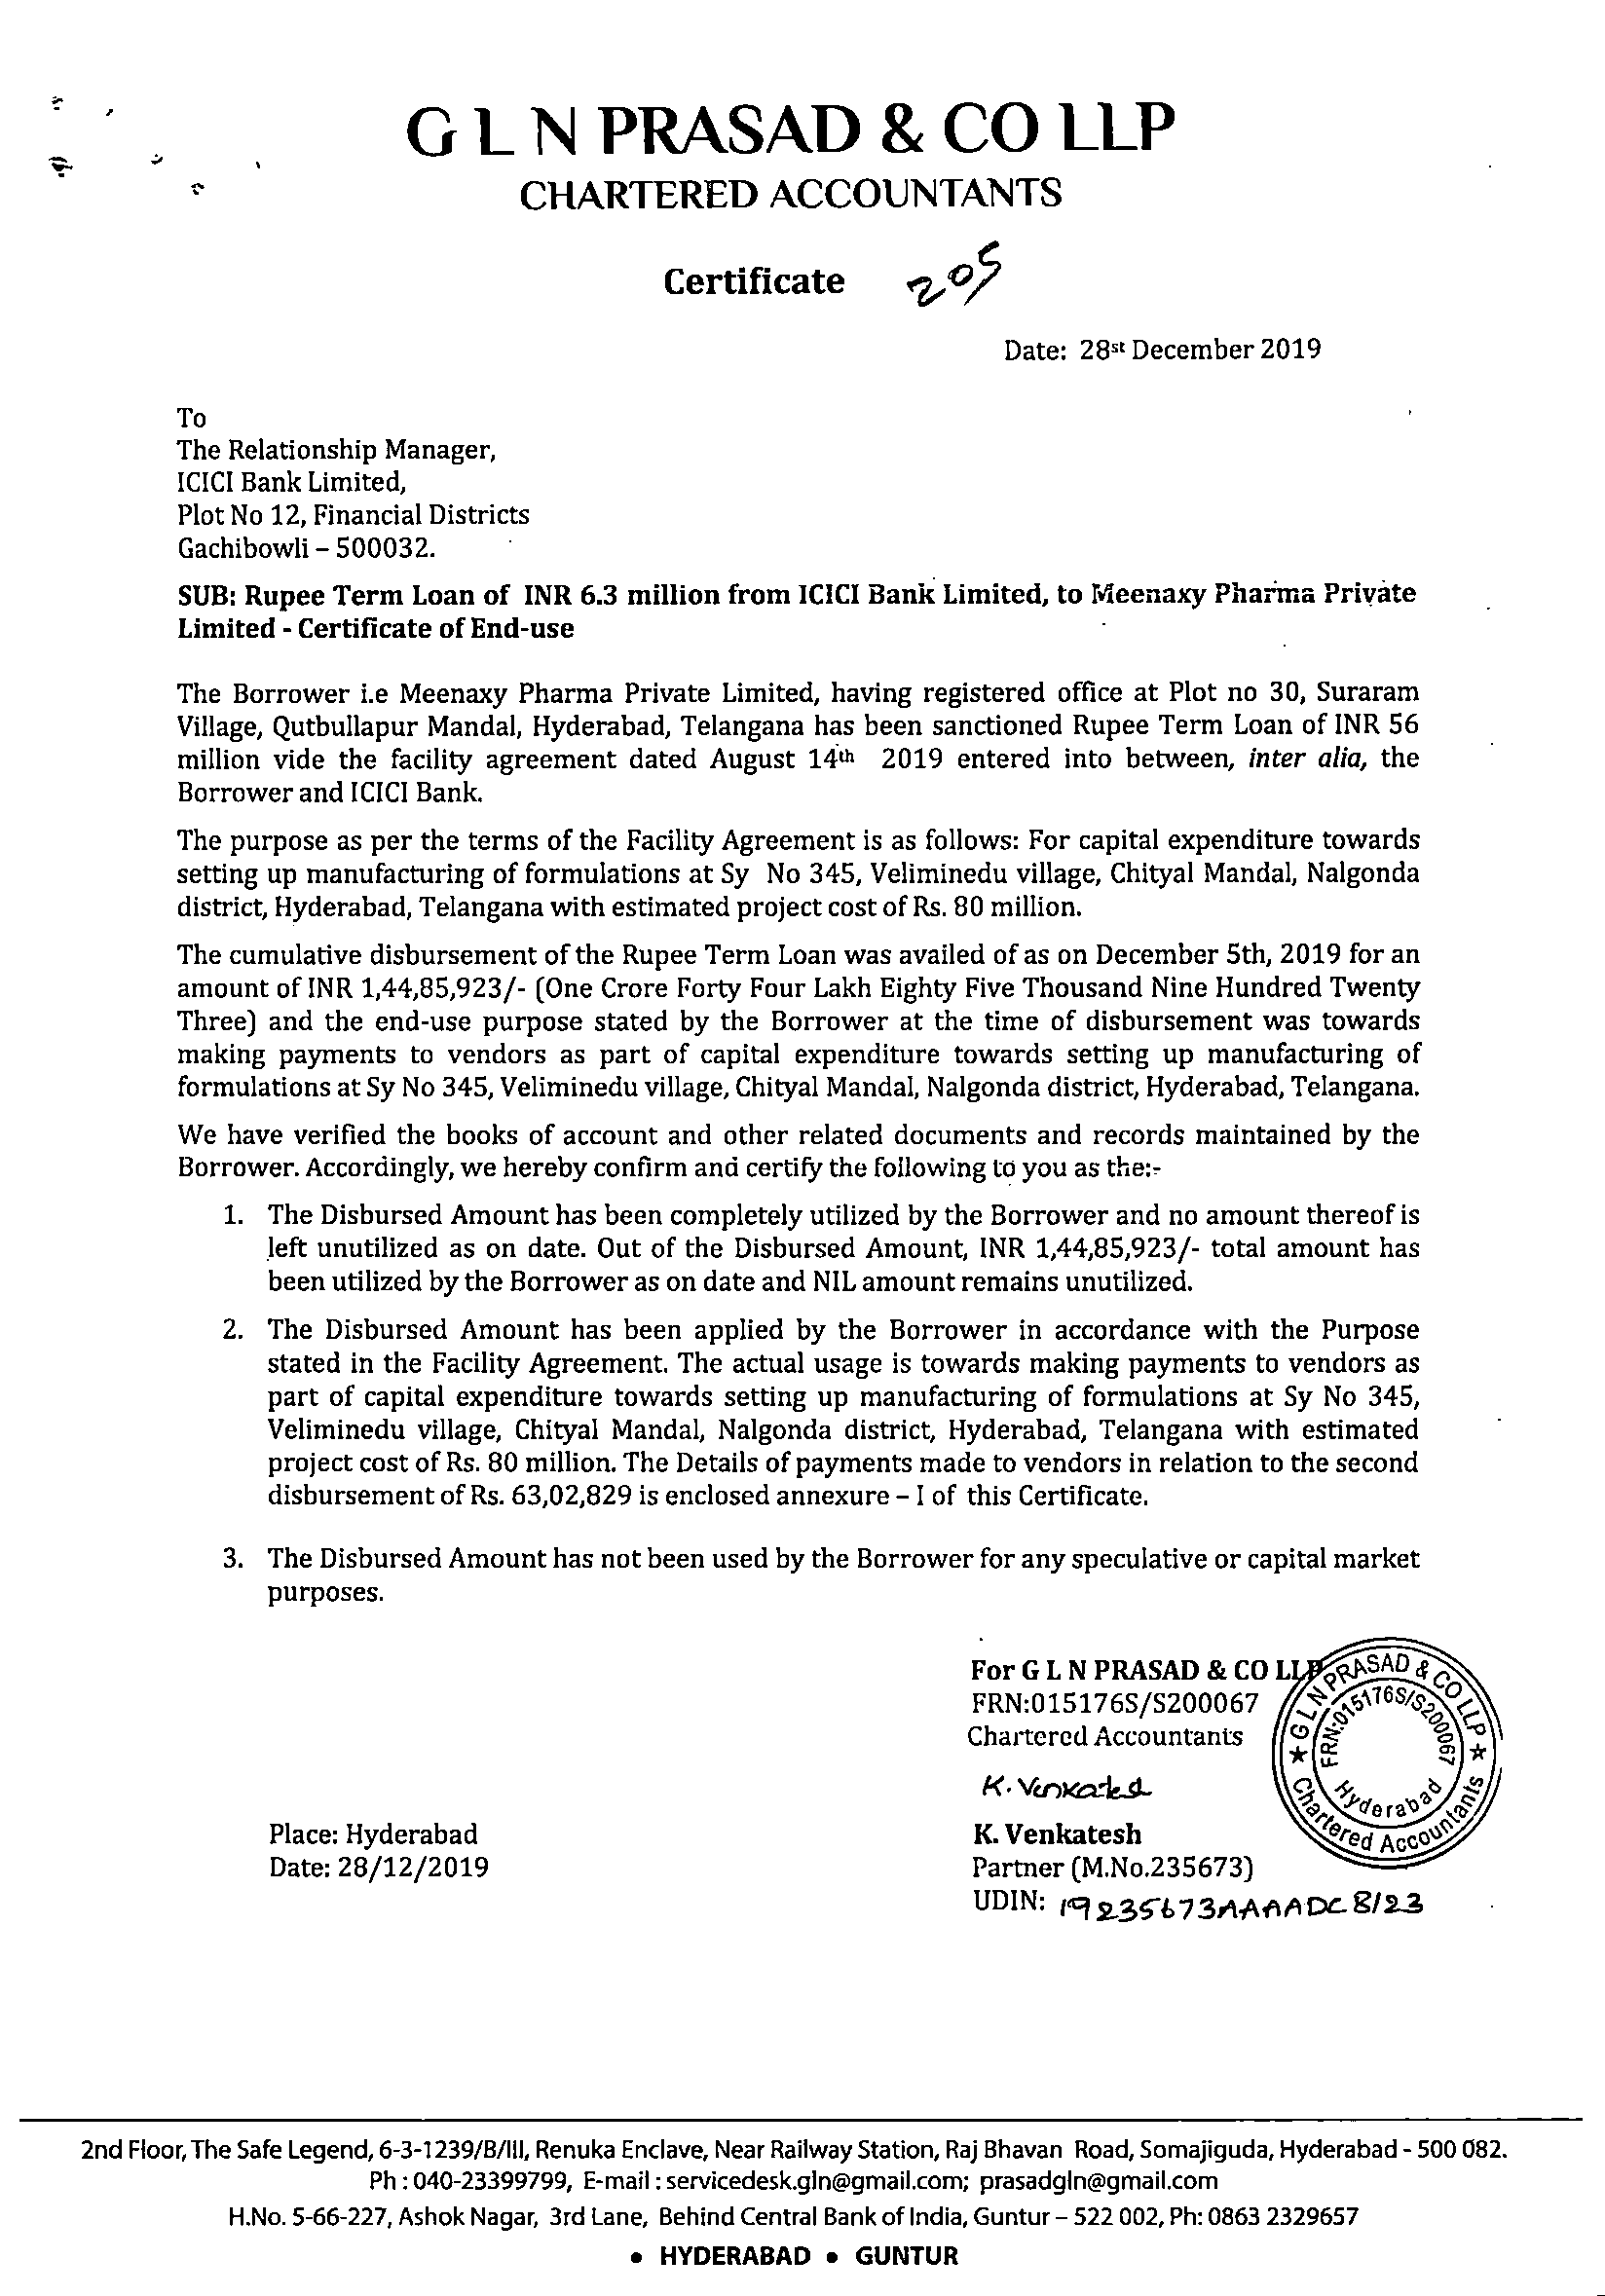 G L N PRASAD & CO LLP
CHARTERED ACCOUNTANTS
Certificate 205
Date: 28st December 2019
To
The Relationship Manager,
ICICI Bank Limited,
Plot No 12, Financial Districts
Gachibowli – 500032.
SUB: Rupee Term Loan of INR 6.3 million from ICICI Bank Limited, to Meenaxy Pharma Private
Limited - Certificate of End-use
The Borrower i.e Meenaxy Pharma Private Limited, having registered office at Plot no 30, Suraram
Village, Qutbullapur Mandal, Hyderabad, Telangana has been sanctioned Rupee Term Loan of INR 56
million vide the facility agreement dated August 14th 2019 entered into between, inter alia, the
Borrower and ICICI Bank.
The purpose as per the terms of the Facility Agreement is as follows: For capital expenditure towards
setting up manufacturing of formulations at Sy No 345, Veliminedu village, Chityal Mandal, Nalgonda
district, Hyderabad, Telangana with estimated project cost of Rs. 80 million.
The cumulative disbursement of the Rupee Term Loan was availed of as on December 5th, 2019 for an
amount of INR 1,44,85,923/- (One Crore Forty Four Lakh Eighty Five Thousand Nine Hundred Twenty
Three) and the end-use purpose stated by the Borrower at the time of disbursement was towards
making payments to vendors as part of capital expenditure towards setting up manufacturing of
formulations at Sy No 345, Veliminedu village, Chityal Mandal, Nalgonda district, Hyderabad, Telangana.
We have verified the books of account and other related documents and records maintained by the
Borrower. Accordingly, we hereby confirm and certify the following to you as the:-
1. The Disbursed Amount has been completely utilized by the Borrower and no amount thereof is
left unutilized as on date. Out of the Disbursed Amount, INR 1,44,85,923/- total amount has
been utilized by the Borrower as on date and NIL amount remains unutilized.
2. The Disbursed Amount has been applied by the Borrower in accordance with the Purpose
stated in the Facility Agreement. The actual usage is towards making payments to vendors as
part of capital expenditure towards setting up manufacturing of formulations at Sy No 345,
Veliminedu village, Chityal Mandal, Nalgonda district, Hyderabad, Telangana with estimated
project cost of Rs. 80 million. The Details of payments made to vendors in relation to the second
disbursement of Rs. 63,02,829 is enclosed annexure – I of this Certificate.
3. The Disbursed Amount has not been used by the Borrower for any speculative or capital market
purposes.
For G L N PRASAD & CO LLP
FRN:015176S/S200067
Chartered Accountants
★ G L N PRASAD & CO LLP ★
Chartered Accountants
FRN:015176S/S200067
Hyderabad
K. Venkatesh
Place: Hyderabad
K. Venkatesh
Date: 28/12/2019
Partner (M.No.235673)
UDIN: 19235673AAAADC8123
2nd Floor, The Safe Legend, 6-3-1239/B/III, Renuka Enclave, Near Railway Station, Raj Bhavan Road, Somajiguda, Hyderabad - 500 082.
Ph : 040-23399799, E-mail : servicedesk.gln@gmail.com; prasadgln@gmail.com
H.No. 5-66-227, Ashok Nagar, 3rd Lane, Behind Central Bank of India, Guntur – 522 002, Ph: 0863 2329657
• HYDERABAD • GUNTUR